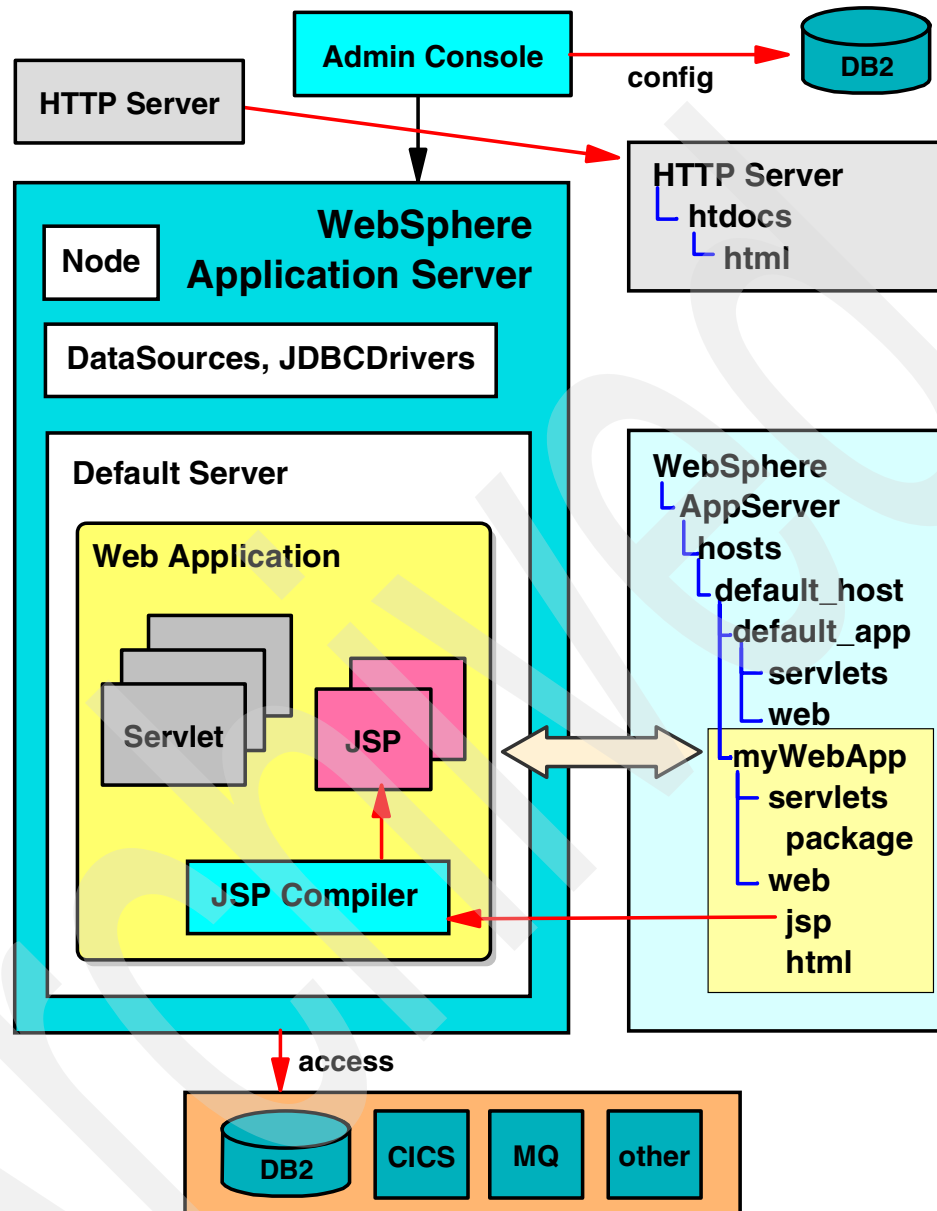 Admin Console
config
DB2
HTTP Server
HTTP Server
htdocs
html
WebSphere
Application Server
Node
DataSources, JDBCDrivers
Default Server
Web Application
Servlet
JSP
JSP Compiler
WebSphere
AppServer
hosts
default_host
default_app
servlets
web
myWebApp
servlets
package
web
jsp
html
access
DB2
CICS
MQ
other
Archived